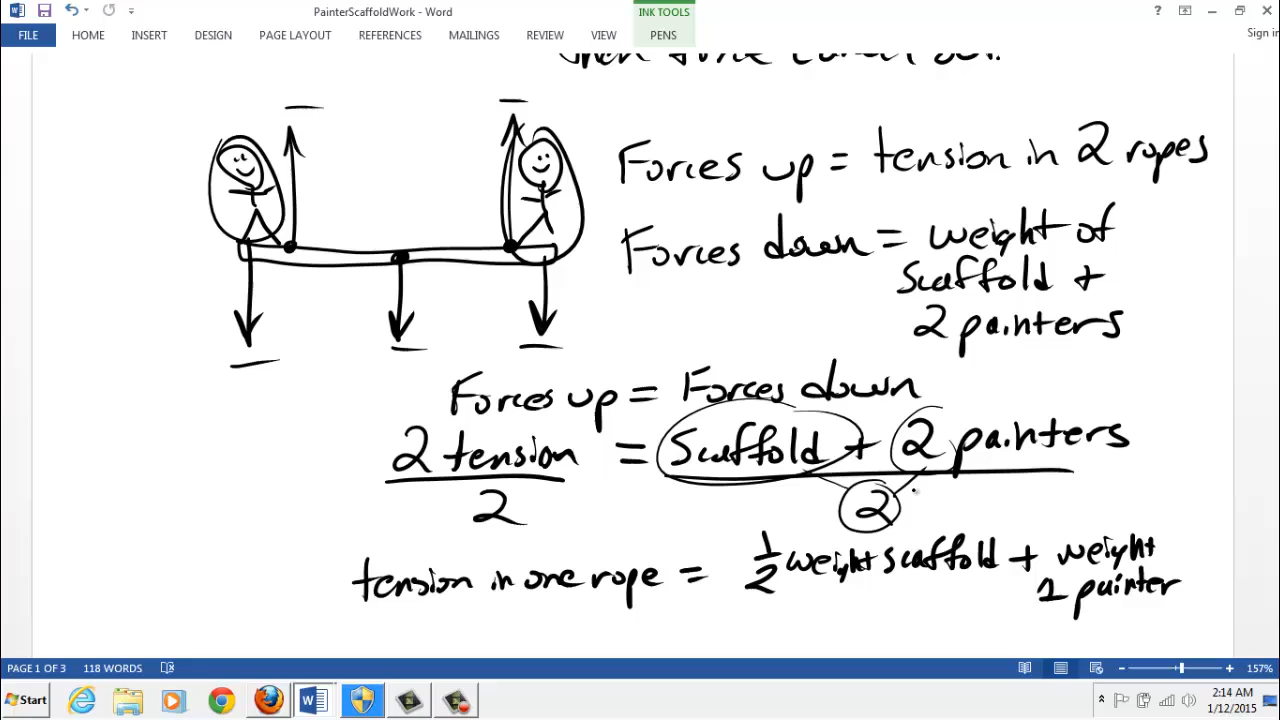 PainterScaffoldWork - Word
INK TOOLS
?
Sign in
FILE HOME INSERT DESIGN PAGE LAYOUT REFERENCES MAILINGS REVIEW VIEW PENS
Forces up = tension in 2 ropes
Forces down = weight of
scaffold +
2 painters
Forces up = Forces down
2 tension = Scaffold + 2 painters
2 2
tension in one rope = 1/2 weight scaffold + weight
1 painter
PAGE 1 OF 3 118 WORDS 157%
Start
2:14 AM
1/12/2015